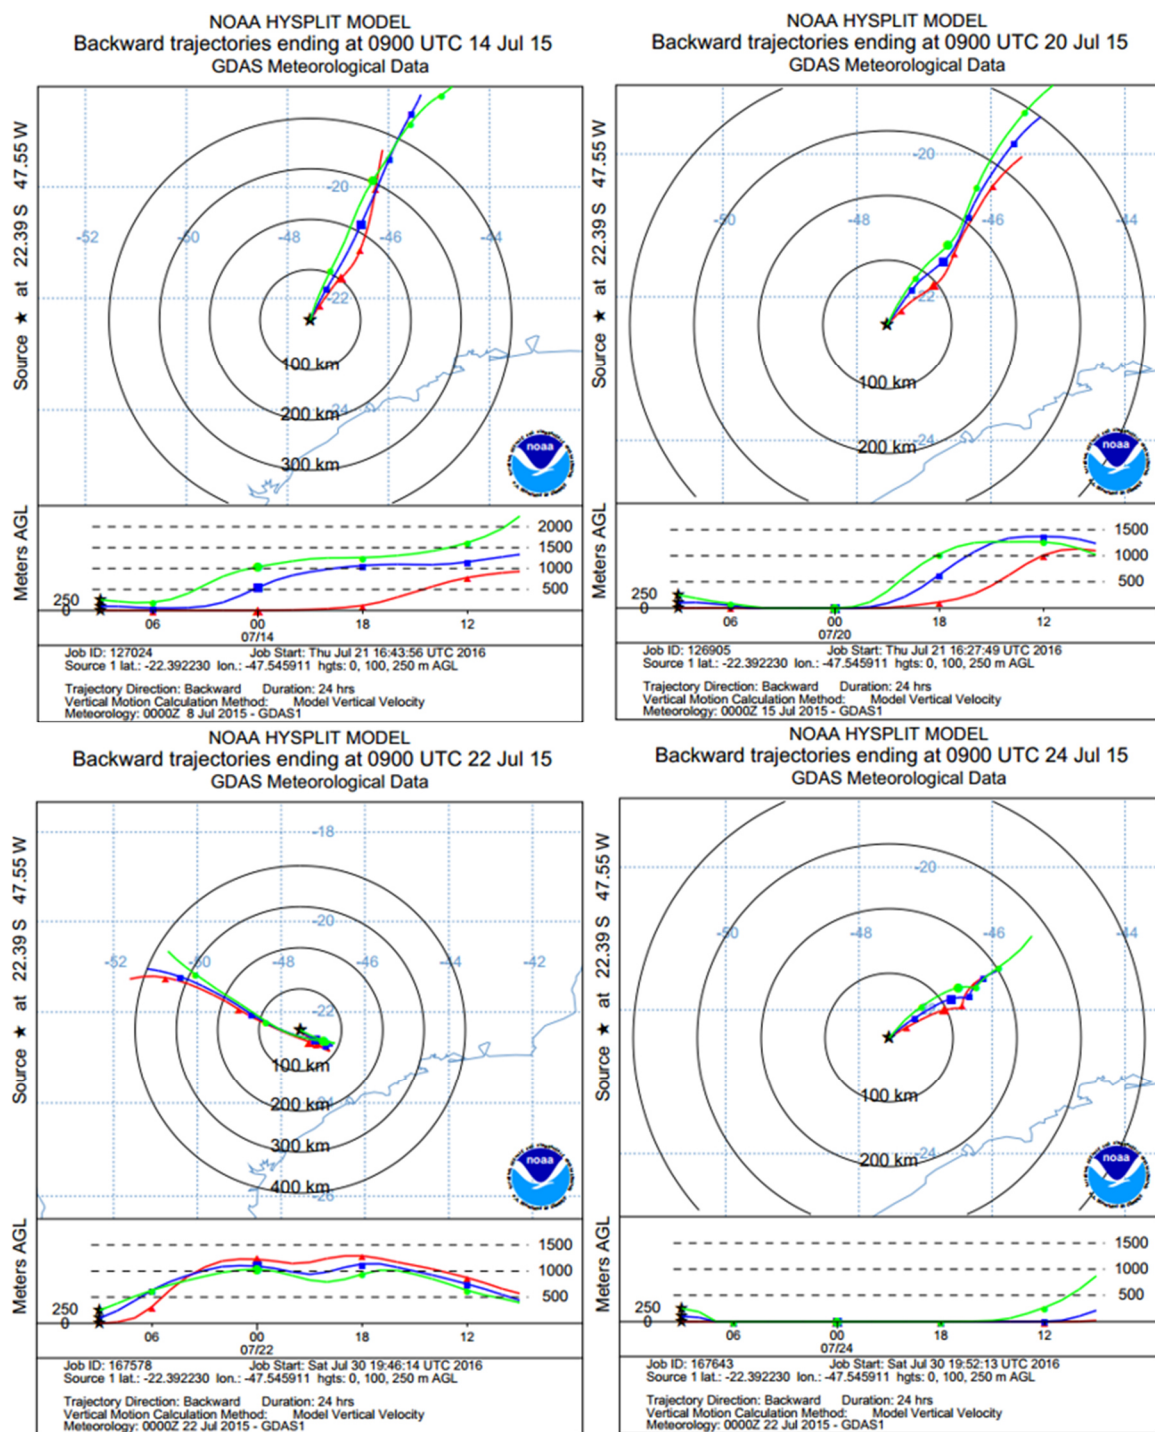 NOAA HYSPLIT MODEL
Backward trajectories ending at 0900 UTC 14 Jul 15
GDAS Meteorological Data
Source ★ at 22.39 S 47.55 W
-52
-50
-48
-46
-44
-20
-22
-24
100 km
200 km
300 km
noaa
Meters AGL
2000
1500
1000
500
250
0
06
00
18
12
07/14
Job ID: 127024 Job Start: Thu Jul 21 16:43:56 UTC 2016
Source 1 lat.: -22.392230 lon.: -47.545911 hgts: 0, 100, 250 m AGL
Trajectory Direction: Backward Duration: 24 hrs
Vertical Motion Calculation Method: Model Vertical Velocity
Meteorology: 0000Z 8 Jul 2015 - GDAS1
NOAA HYSPLIT MODEL
Backward trajectories ending at 0900 UTC 20 Jul 15
GDAS Meteorological Data
Source ★ at 22.39 S 47.55 W
-20
-50
-48
-46
-44
-22
-24
100 km
200 km
noaa
Meters AGL
1500
1000
500
250
0
06
00
18
12
07/20
Job ID: 126905 Job Start: Thu Jul 21 16:27:49 UTC 2016
Source 1 lat.: -22.392230 lon.: -47.545911 hgts: 0, 100, 250 m AGL
Trajectory Direction: Backward Duration: 24 hrs
Vertical Motion Calculation Method: Model Vertical Velocity
Meteorology: 0000Z 15 Jul 2015 - GDAS1
NOAA HYSPLIT MODEL
Backward trajectories ending at 0900 UTC 22 Jul 15
GDAS Meteorological Data
Source ★ at 22.39 S 47.55 W
-18
-20
-52
-50
-48
-46
-44
-42
-22
-24
-26
100 km
200 km
300 km
400 km
noaa
Meters AGL
1500
1000
500
250
0
06
00
18
12
07/22
Job ID: 167578 Job Start: Sat Jul 30 19:46:14 UTC 2016
Source 1 lat.: -22.392230 lon.: -47.545911 hgts: 0, 100, 250 m AGL
Trajectory Direction: Backward Duration: 24 hrs
Vertical Motion Calculation Method: Model Vertical Velocity
Meteorology: 0000Z 22 Jul 2015 - GDAS1
NOAA HYSPLIT MODEL
Backward trajectories ending at 0900 UTC 24 Jul 15
GDAS Meteorological Data
Source ★ at 22.39 S 47.55 W
-20
-50
-48
-46
-44
-24
100 km
200 km
noaa
Meters AGL
1500
1000
500
250
0
06
00
18
12
07/24
Job ID: 167643 Job Start: Sat Jul 30 19:52:13 UTC 2016
Source 1 lat.: -22.392230 lon.: -47.545911 hgts: 0, 100, 250 m AGL
Trajectory Direction: Backward Duration: 24 hrs
Vertical Motion Calculation Method: Model Vertical Velocity
Meteorology: 0000Z 22 Jul 2015 - GDAS1